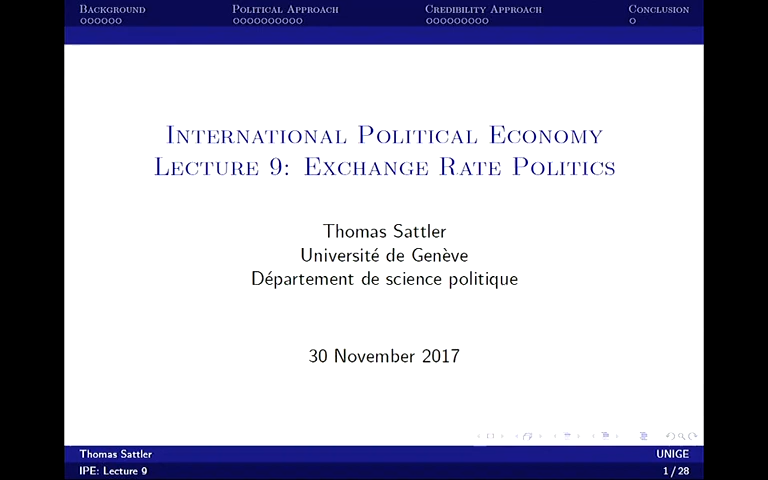 Background Political Approach Credibility Approach Conclusion
International Political Economy
Lecture 9: Exchange Rate Politics
Thomas Sattler
Université de Genève
Département de science politique
30 November 2017
Thomas Sattler UNIGE
IPE: Lecture 9 1 / 28